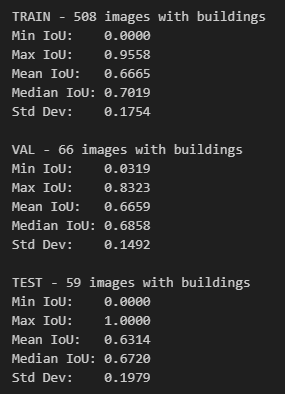 TRAIN - 508 images with buildings
Min IoU: 0.0000
Max IoU: 0.9558
Mean IoU: 0.6665
Median IoU: 0.7019
Std Dev: 0.1754
VAL - 66 images with buildings
Min IoU: 0.0319
Max IoU: 0.8323
Mean IoU: 0.6659
Median IoU: 0.6858
Std Dev: 0.1492
TEST - 59 images with buildings
Min IoU: 0.0000
Max IoU: 1.0000
Mean IoU: 0.6314
Median IoU: 0.6720
Std Dev: 0.1979